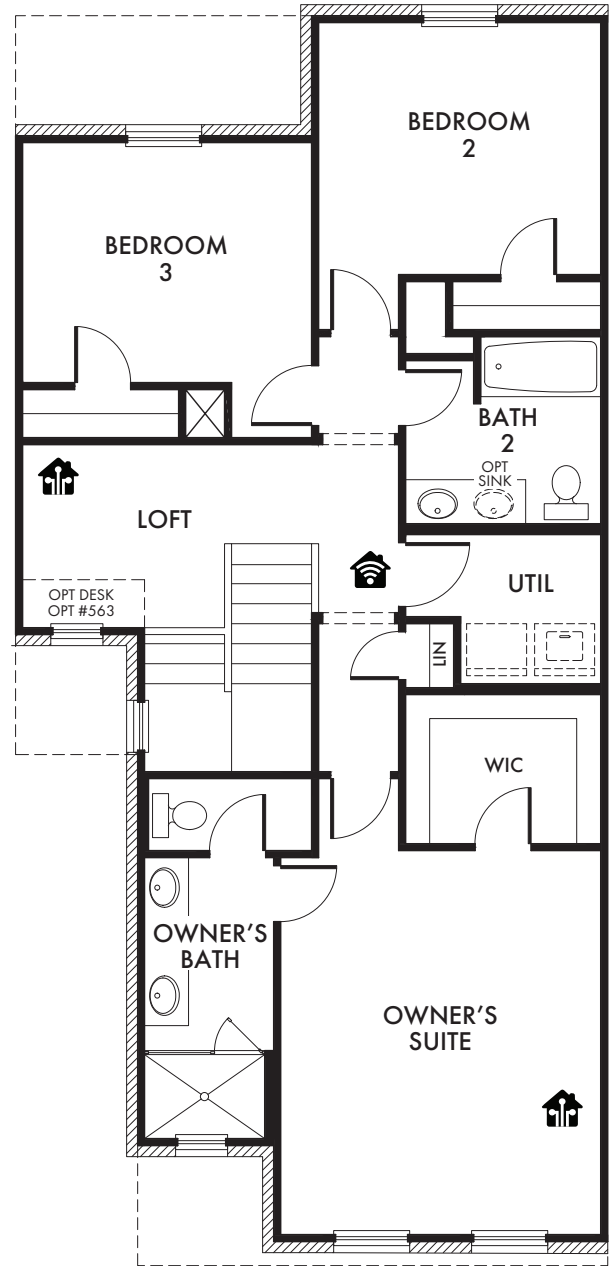 BEDROOM
2
BEDROOM
3
BATH
2
OPT
SINK
LOFT
UTIL
OPT DESK
OPT #563
LIN
WIC
OWNER'S
BATH
OWNER'S
SUITE